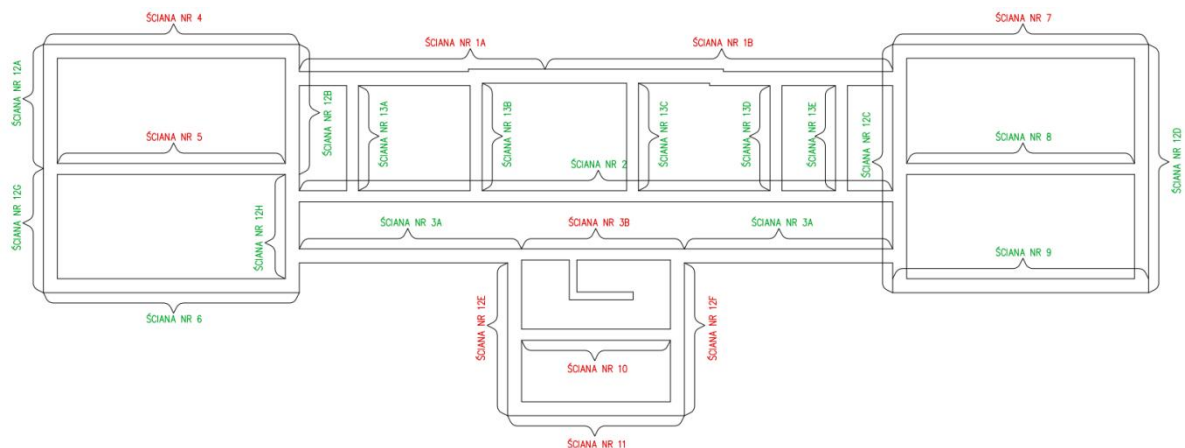 ŚCIANA NR 4
ŚCIANA NR 7
ŚCIANA NR 1A
ŚCIANA NR 1B
ŚCIANA NR 12A
ŚCIANA NR 12B
ŚCIANA NR 13A
ŚCIANA NR 13B
ŚCIANA NR 13C
ŚCIANA NR 13D
ŚCIANA NR 13E
ŚCIANA NR 12C
ŚCIANA NR 12D
ŚCIANA NR 5
ŚCIANA NR 2
ŚCIANA NR 8
ŚCIANA NR 12G
ŚCIANA NR 12H
ŚCIANA NR 3A
ŚCIANA NR 3B
ŚCIANA NR 3A
ŚCIANA NR 9
ŚCIANA NR 6
ŚCIANA NR 12E
ŚCIANA NR 12F
ŚCIANA NR 10
ŚCIANA NR 11